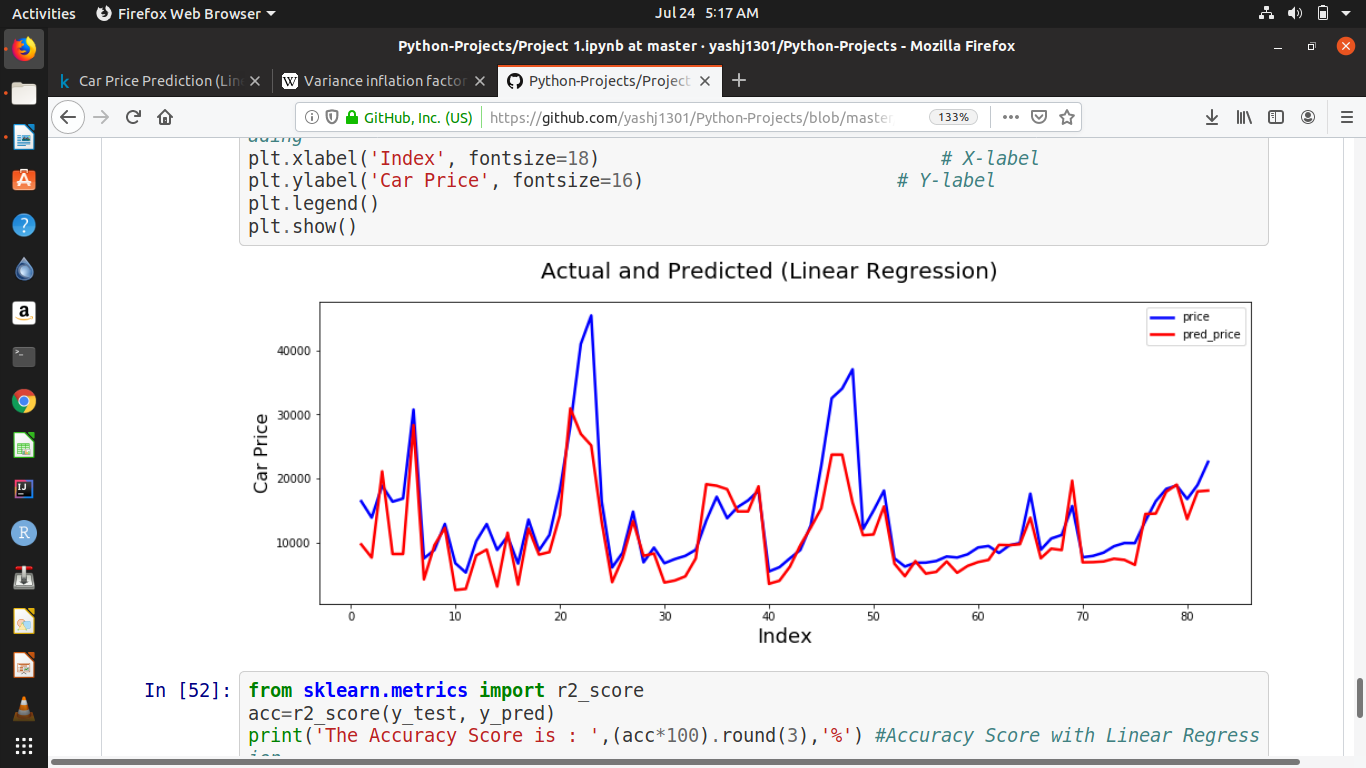 Activities Firefox Web Browser Jul 24 5:17 AM
Python-Projects/Project 1.ipynb at master · yashj1301/Python-Projects - Mozilla Firefox
Car Price Prediction (Lin Variance inflation factor Python-Projects/Project
GitHub, Inc. (US) https://github.com/yashj1301/Python-Projects/blob/master 133%
plt.xlabel('Index', fontsize=18) # X-label
plt.ylabel('Car Price', fontsize=16) # Y-label
plt.legend()
plt.show()
Actual and Predicted (Linear Regression)
price
pred_price
40000
30000
20000
10000
Car Price
0 10 20 30 40 50 60 70 80
Index
In [52]: from sklearn.metrics import r2_score
acc=r2_score(y_test, y_pred)
print('The Accuracy Score is : ',(acc*100).round(3),'%') #Accuracy Score with Linear Regress